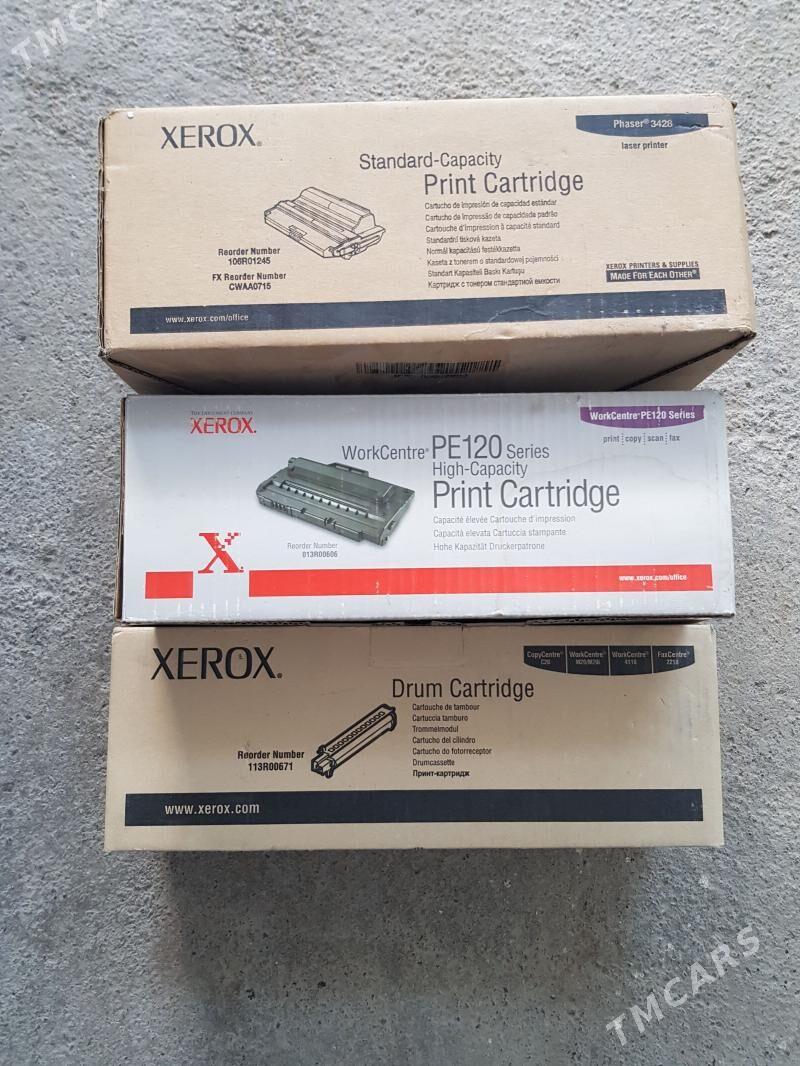 TMCARS
XEROX®
Phaser® 3428
laser printer
Standard-Capacity
Print Cartridge
Cartucho de impresión de capacidad estándar
Cartucho de impressão de capacidade padrão
Cartouche d'impression à capacité standard
Standardní tisková kazeta
Normál kapacitású festékkazetta
Kaseta z tonerem o standardowej pojemności
Standart Kapasiteli Baskı Kartuşu
Картридж с тонером стандартной емкости
Reorder Number
106R01245
FX Reorder Number
CWAA0715
XEROX PRINTERS & SUPPLIES
MADE FOR EACH OTHER®
www.xerox.com/office
THE DOCUMENT COMPANY
XEROX®
WorkCentre® PE120 Series
print | copy | scan | fax
WorkCentre® PE120 Series
High-Capacity
Print Cartridge
Capacité élevée Cartouche d'impression
Capacità elevata Cartuccia stampante
Hohe Kapazität Druckerpatrone
Reorder Number
013R00606
www.xerox.com/office
XEROX®
CopyCentre® C20
WorkCentre® M20/M20i
WorkCentre® 4118
FaxCentre® 2218
Drum Cartridge
Cartouche de tambour
Cartuccia tamburo
Trommelmodul
Cartucho del cilindro
Cartucho do fotorreceptor
Drumcassette
Принт-картридж
Reorder Number
113R00671
www.xerox.com
TMCARS